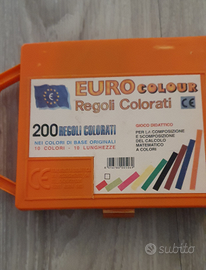 EURO COLOUR
Regoli Colorati
CE
200 REGOLI COLORATI
NEI COLORI DI BASE ORIGINALI
10 COLORI - 10 LUNGHEZZE
GIOCO DIDATTICO
PER LA COMPOSIZIONE
E SCOMPOSIZIONE
DEL CALCOLO
MATEMATICO
A COLORI
CE
subito